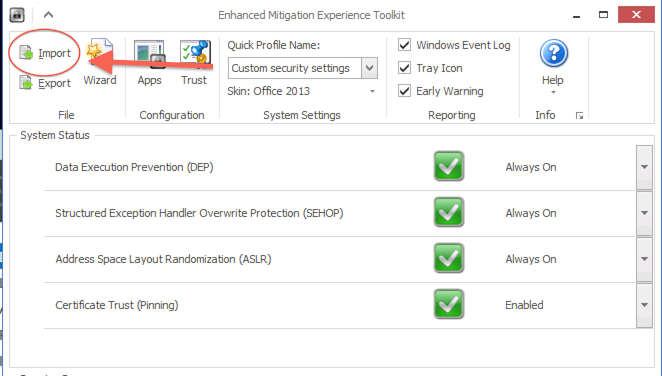 Enhanced Mitigation Experience Toolkit
Import
Export
Wizard
File
Apps
Trust
Configuration
Quick Profile Name:
Custom security settings
Skin: Office 2013
System Settings
Windows Event Log
Tray Icon
Early Warning
Reporting
Help
Info
System Status
Data Execution Prevention (DEP) Always On
Structured Exception Handler Overwrite Protection (SEHOP) Always On
Address Space Layout Randomization (ASLR) Always On
Certificate Trust (Pinning) Enabled